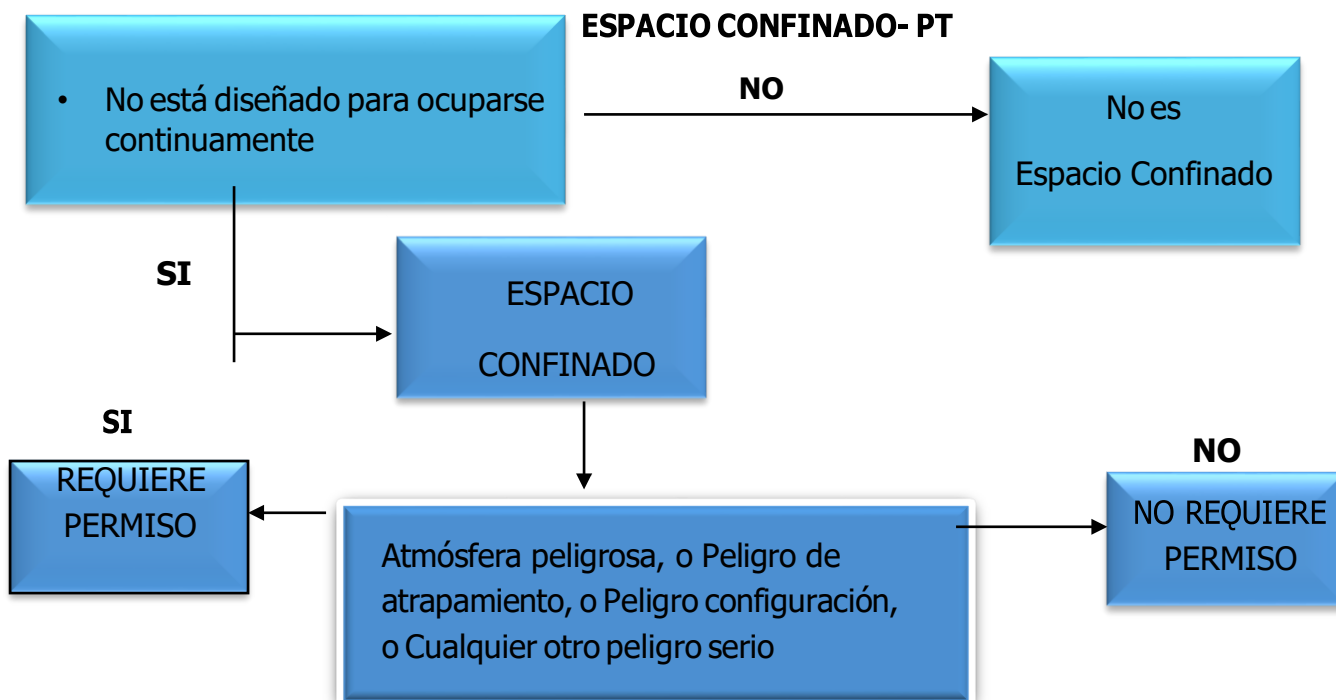 ESPACIO CONFINADO- PT
• No está diseñado para ocuparse
continuamente
NO
No es
Espacio Confinado
SI
ESPACIO
CONFINADO
SI
REQUIERE
PERMISO
Atmósfera peligrosa, o Peligro de
atrapamiento, o Peligro configuración,
o Cualquier otro peligro serio
NO
NO REQUIERE
PERMISO